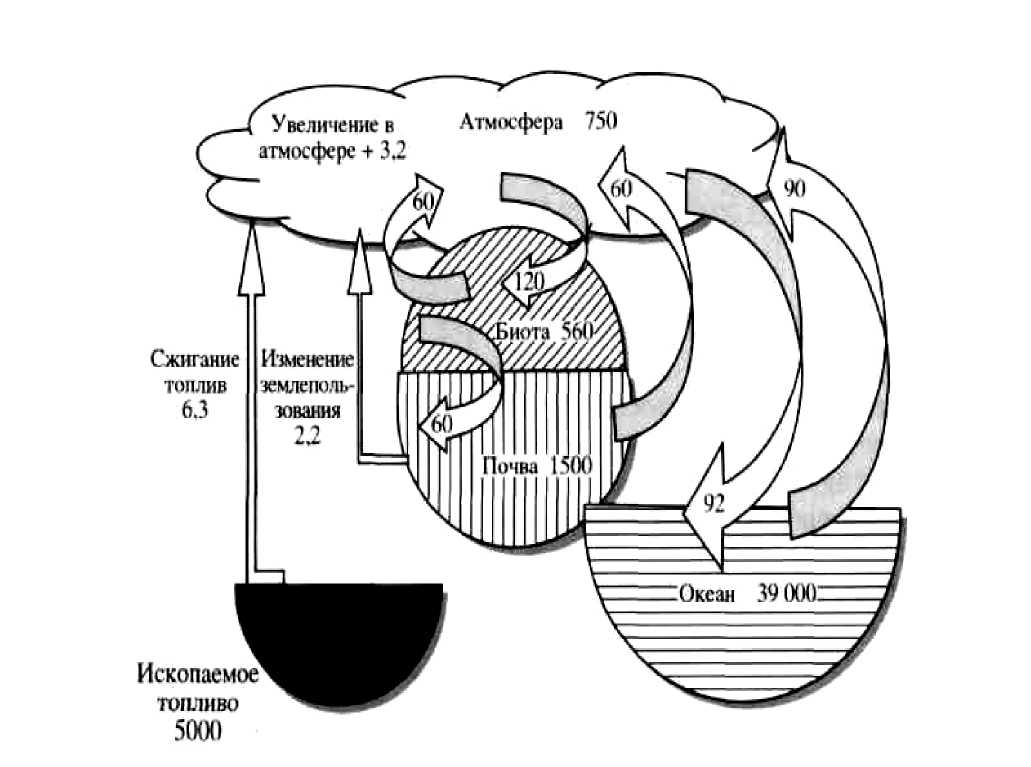 Увеличение в
атмосфере + 3,2
Атмосфера 750
60
60
90
120
Биота 560
Сжигание
топлив
6,3
Изменение
землеполь-
зования
2,2
60
Почва 1500
92
Океан 39 000
Ископаемое
топливо
5000